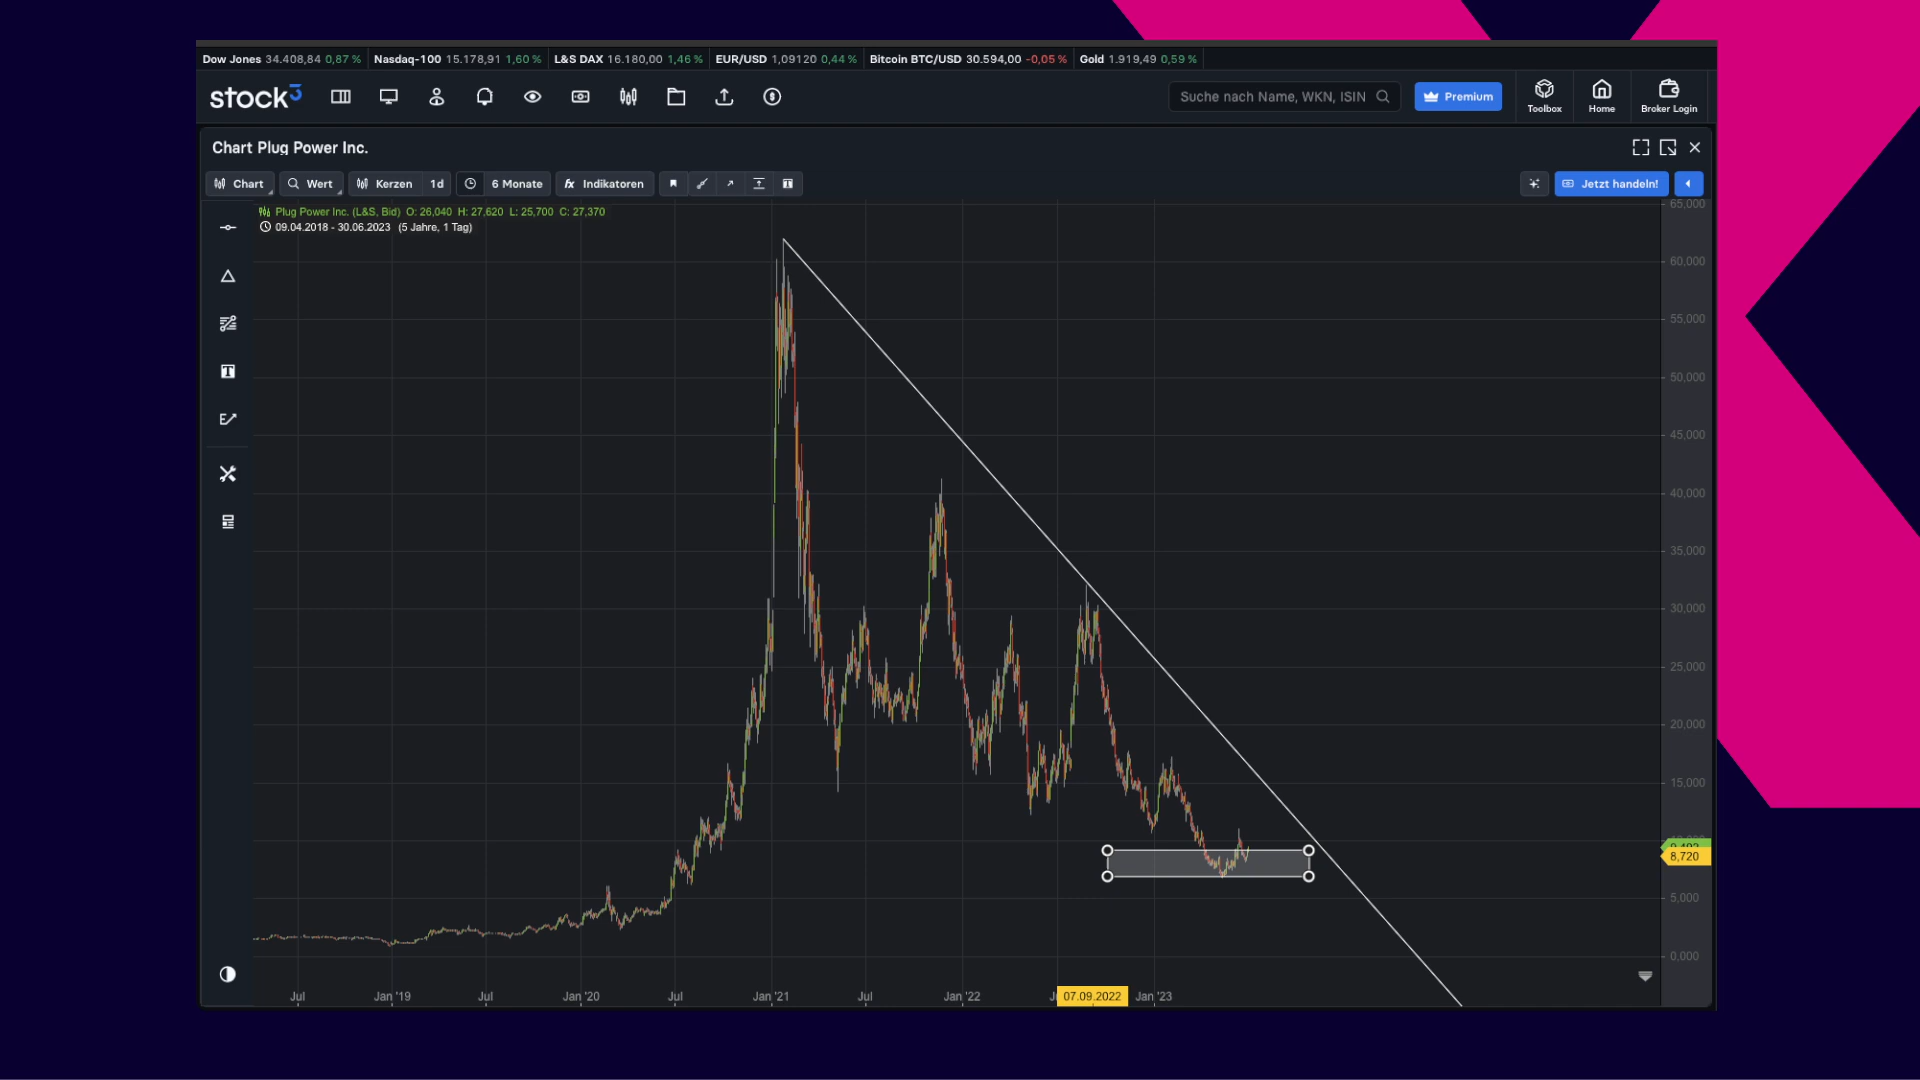 Dow Jones 34.408,84 0,87 % Nasdaq-100 15.178,91 1,60 % L&S DAX 16.180,00 1,46 % EUR/USD 1,09120 0,44 % Bitcoin BTC/USD 30.594,00 -0,05 % Gold 1.919,49 0,59 %
stock3 Suche nach Name, WKN, ISIN Premium Toolbox Home Broker Login
Chart Plug Power Inc.
Chart Wert Kerzen 1d 6 Monate fx Indikatoren T Jetzt handeln!
Plug Power Inc. (L&S, Bid) O: 26,040 H: 27,620 L: 25,700 C: 27,370
09.04.2018 - 30.06.2023 (5 Jahre, 1 Tag)
65,000
60,000
55,000
50,000
45,000
40,000
35,000
30,000
25,000
20,000
15,000
8,720
5,000
0,000
Jul Jan '19 Jul Jan '20 Jul Jan '21 Jul Jan '22 07.09.2022 Jan '23